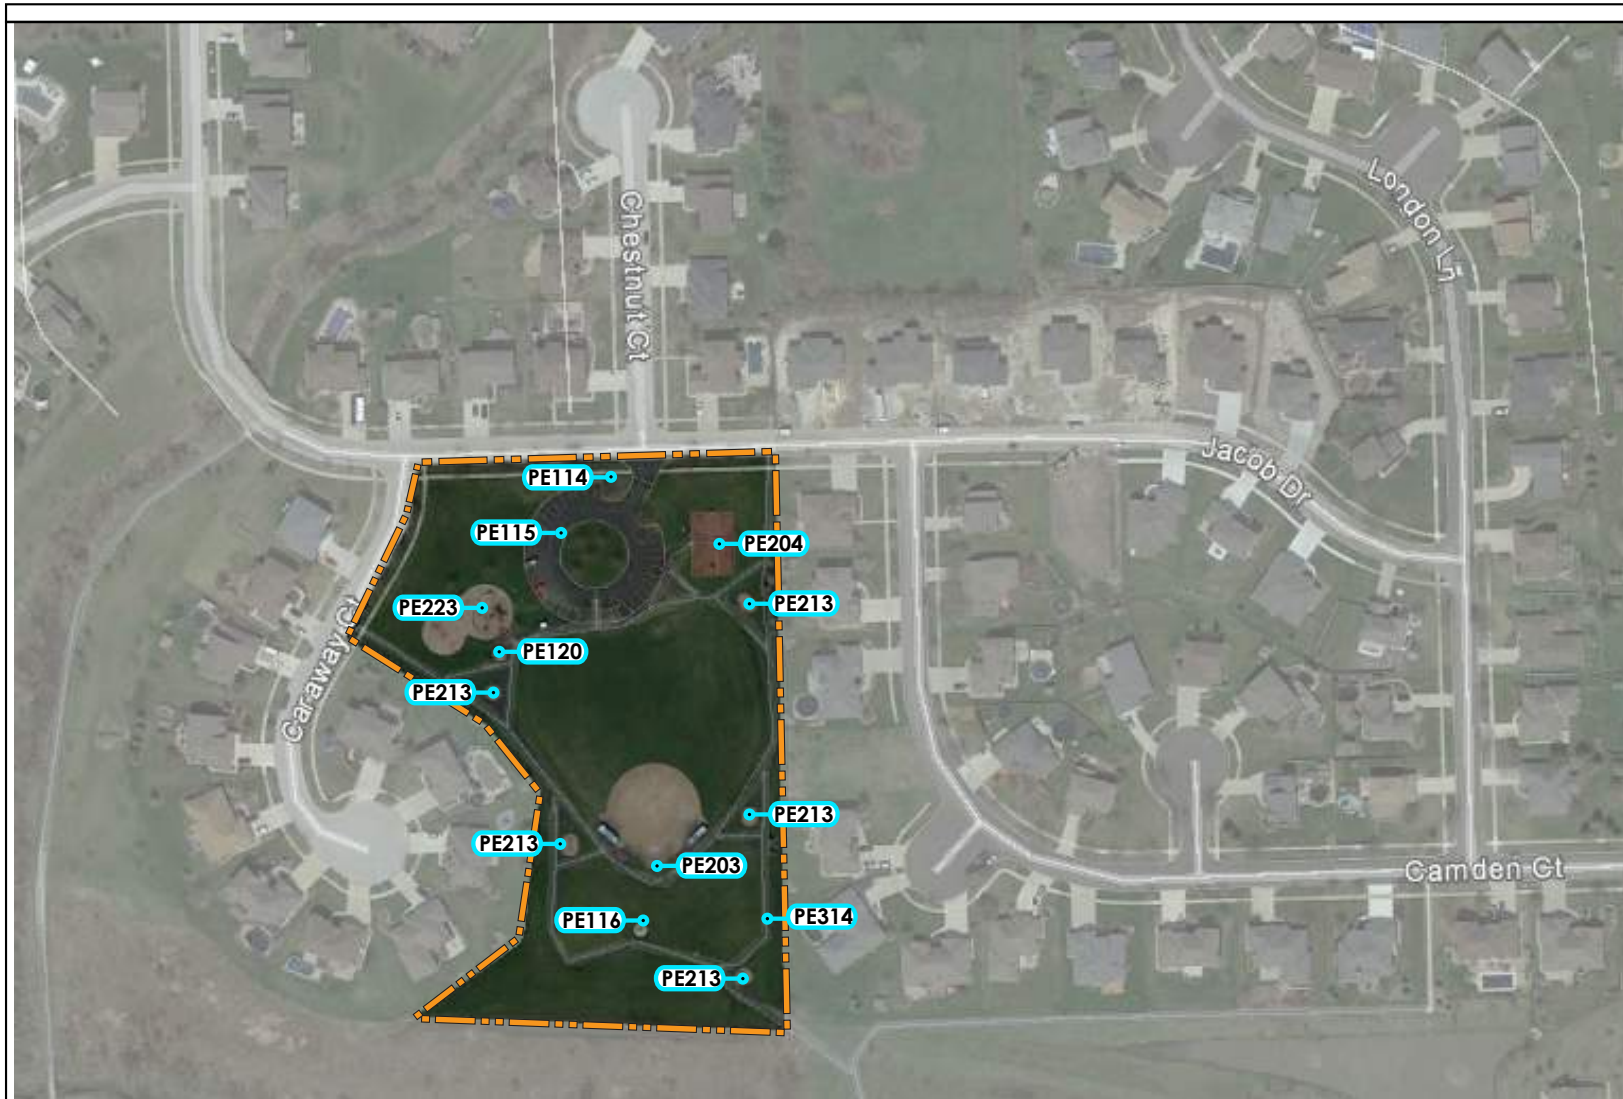 London Ln
Chestnut Ct
Jacob Dr
PE114
PE115
PE204
PE213
PE223
PE120
PE213
Caraway Ct
PE213
PE213
PE203
Camden Ct
PE116
PE314
PE213